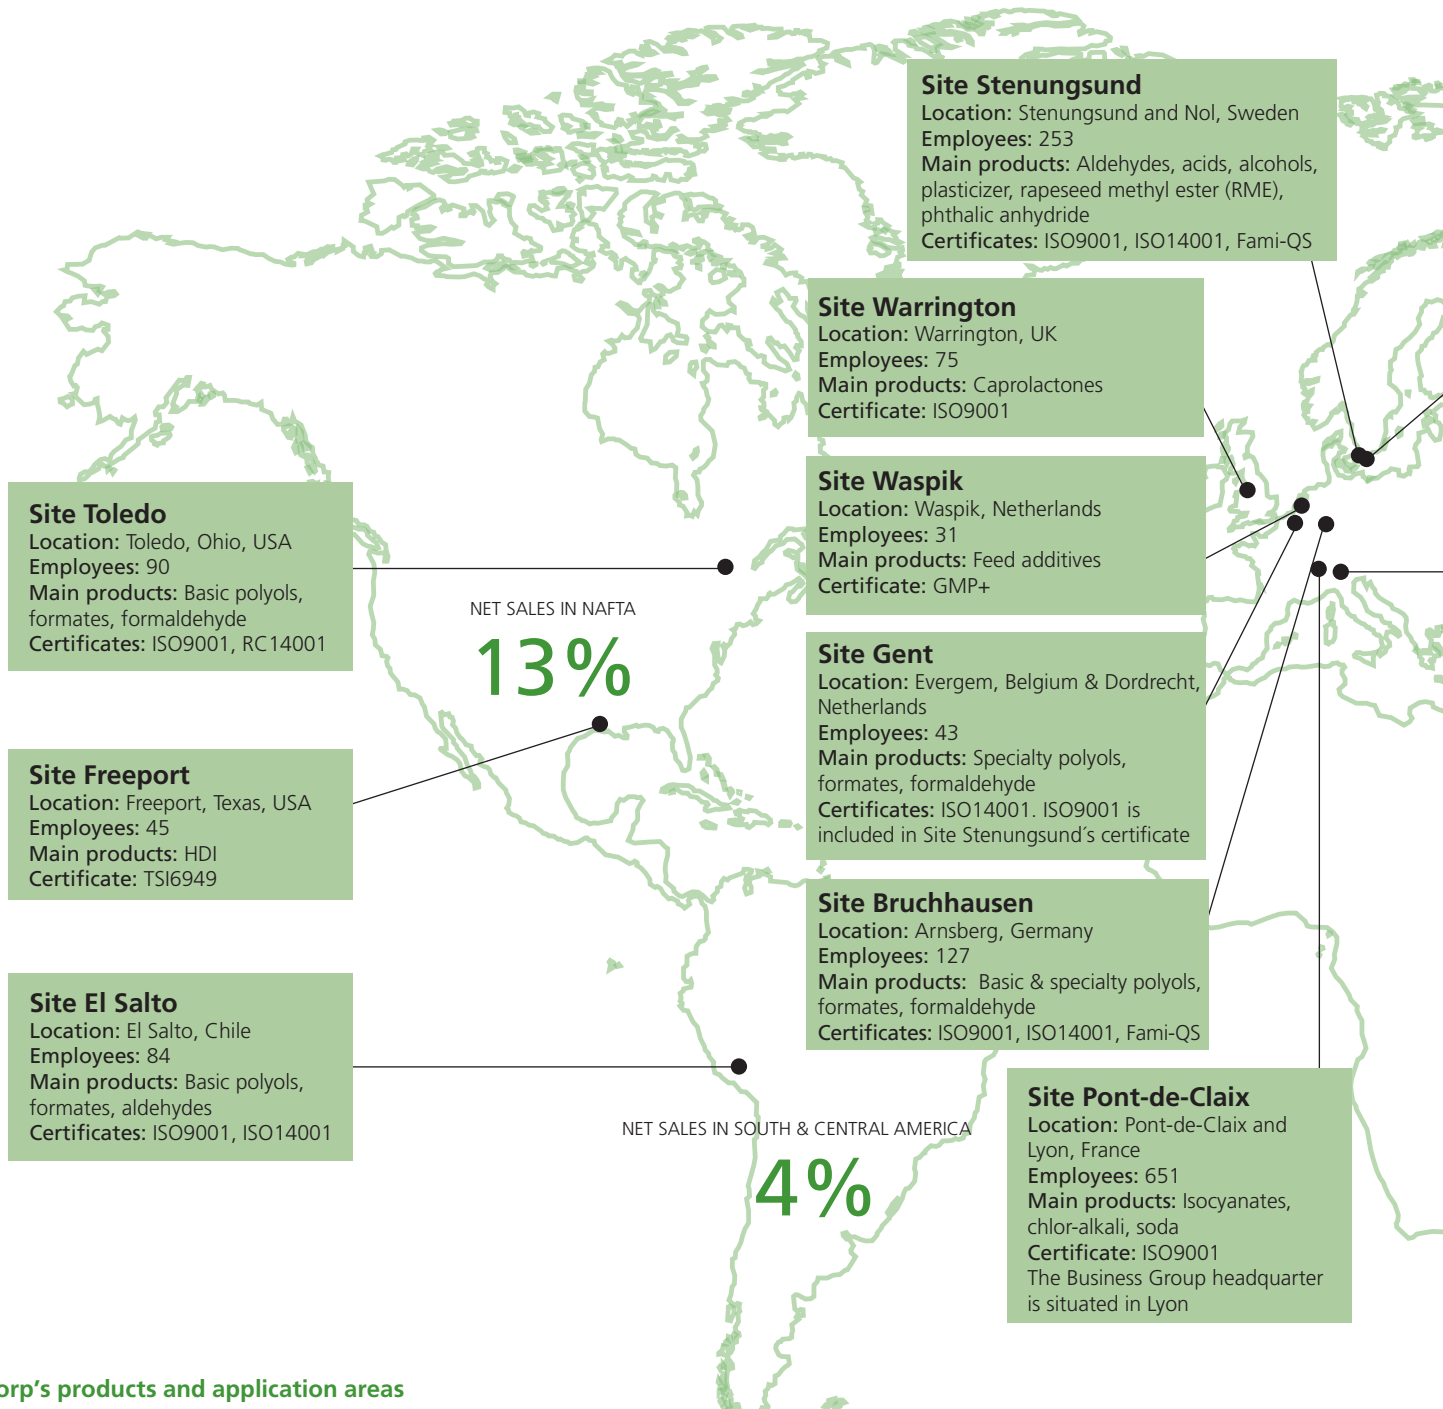 Site Stenungsund
Location: Stenungsund and Nol, Sweden
Employees: 253
Main products: Aldehydes, acids, alcohols,
plasticizer, rapeseed methyl ester (RME),
phthalic anhydride
Certificates: ISO9001, ISO14001, Fami-QS
Site Warrington
Location: Warrington, UK
Employees: 75
Main products: Caprolactones
Certificate: ISO9001
Site Waspik
Location: Waspik, Netherlands
Employees: 31
Main products: Feed additives
Certificate: GMP+
Site Toledo
Location: Toledo, Ohio, USA
Employees: 90
Main products: Basic polyols,
formates, formaldehyde
Certificates: ISO9001, RC14001
NET SALES IN NAFTA
13%
Site Gent
Location: Evergem, Belgium & Dordrecht,
Netherlands
Employees: 43
Main products: Specialty polyols,
formates, formaldehyde
Certificates: ISO14001. ISO9001 is
included in Site Stenungsund´s certificate
Site Freeport
Location: Freeport, Texas, USA
Employees: 45
Main products: HDI
Certificate: TSI6949
Site Bruchhausen
Location: Arnsberg, Germany
Employees: 127
Main products: Basic & specialty polyols,
formates, formaldehyde
Certificates: ISO9001, ISO14001, Fami-QS
Site El Salto
Location: El Salto, Chile
Employees: 84
Main products: Basic polyols,
formates, aldehydes
Certificates: ISO9001, ISO14001
NET SALES IN SOUTH & CENTRAL AMERICA
4%
Site Pont-de-Claix
Location: Pont-de-Claix and
Lyon, France
Employees: 651
Main products: Isocyanates,
chlor-alkali, soda
Certificate: ISO9001
The Business Group headquarter
is situated in Lyon
orp's products and application areas